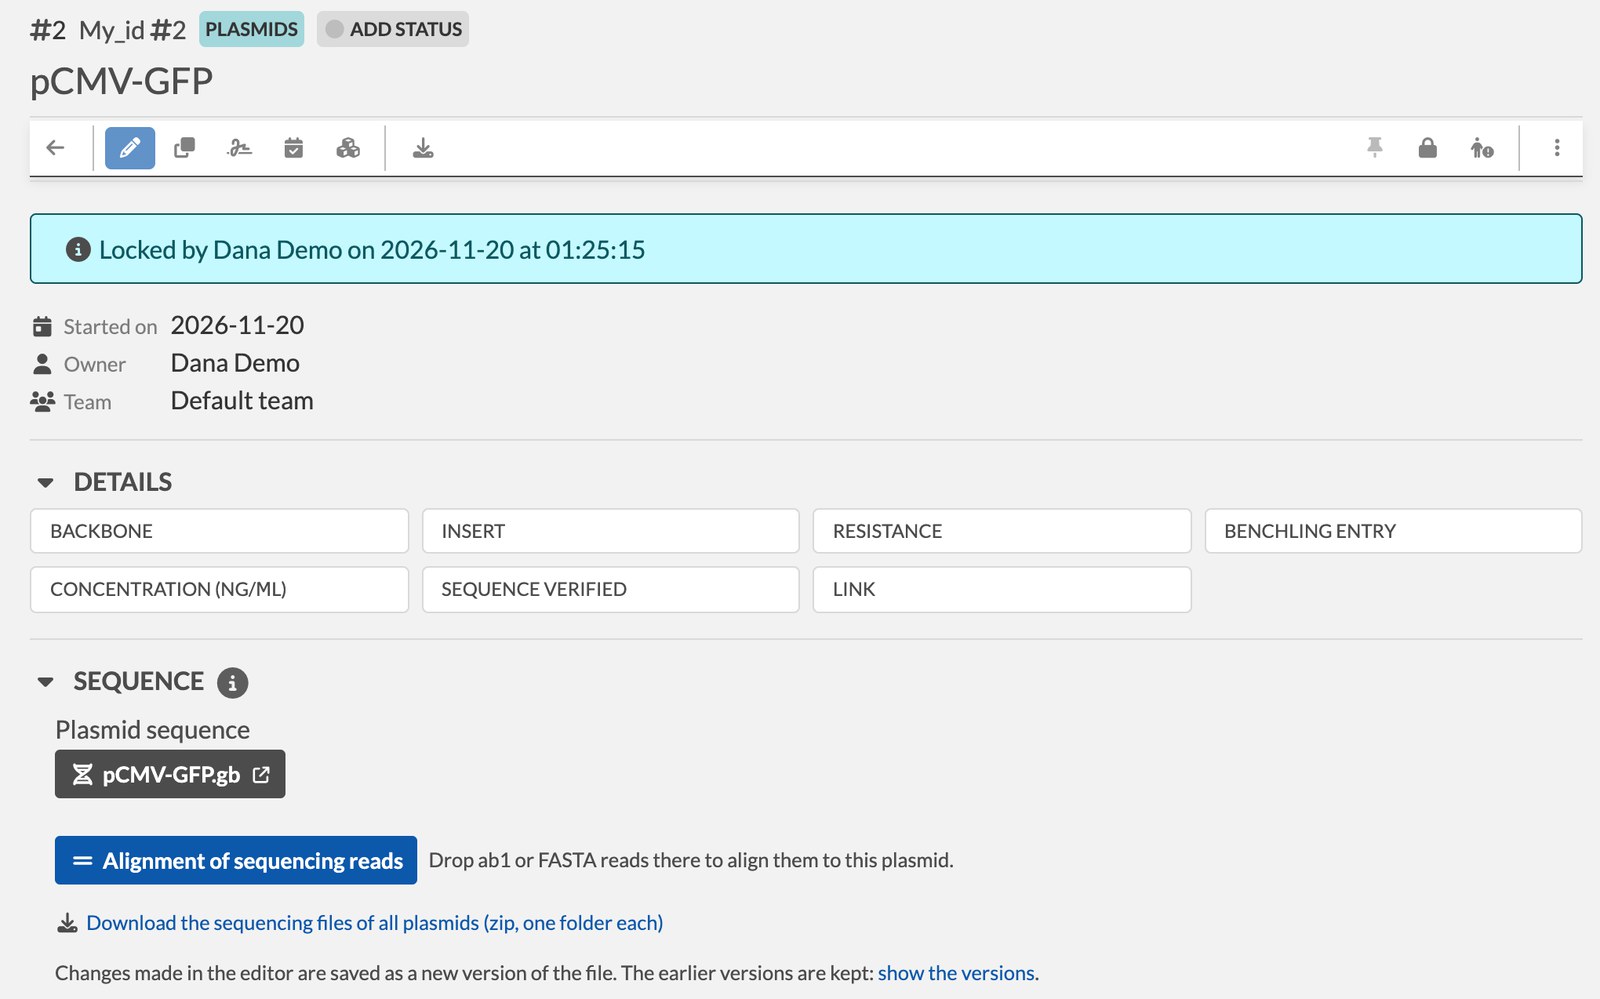 #2 My_id #2 PLASMIDS ADD STATUS
pCMV-GFP
Locked by Dana Demo on 2026-11-20 at 01:25:15
Started on 2026-11-20
Owner Dana Demo
Team Default team
DETAILS
BACKBONE INSERT RESISTANCE BENCHLING ENTRY
CONCENTRATION (NG/ML) SEQUENCE VERIFIED LINK
SEQUENCE
Plasmid sequence
pCMV-GFP.gb
Alignment of sequencing reads Drop ab1 or FASTA reads there to align them to this plasmid.
Download the sequencing files of all plasmids (zip, one folder each)
Changes made in the editor are saved as a new version of the file. The earlier versions are kept: show the versions.